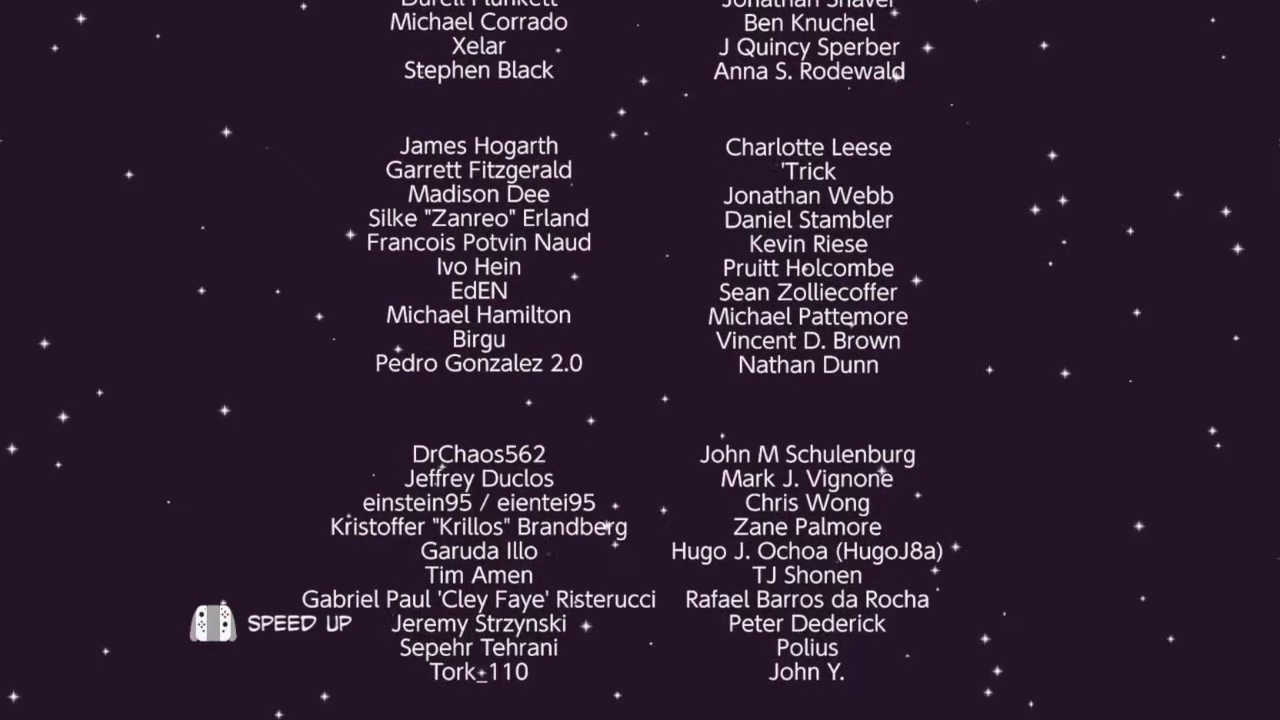 Michael Corrado
Xelar
Stephen Black
James Hogarth
Garrett Fitzgerald
Madison Dee
Silke "Zanreo" Erland
Francois Potvin Naud
Ivo Hein
EdEN
Michael Hamilton
Birgu
Pedro Gonzalez 2.0
DrChaos562
Jeffrey Duclos
einstein95 / eientei95
Kristoffer "Krillos" Brandberg
Garuda Illo
Tim Amen
Gabriel Paul 'Cley Faye' Risterucci
Jeremy Strzynski
Sepehr Tehrani
Tork_110
Ben Knuchel
J Quincy Sperber
Anna S. Rodewald
Charlotte Leese
'Trick
Jonathan Webb
Daniel Stambler
Kevin Riese
Pruitt Holcombe
Sean Zolliecoffer
Michael Pattemore
Vincent D. Brown
Nathan Dunn
John M Schulenburg
Mark J. Vignone
Chris Wong
Zane Palmore
Hugo J. Ochoa (HugoJ8a)
TJ Shonen
Rafael Barros da Rocha
Peter Dederick
Polius
John Y.
SPEED UP